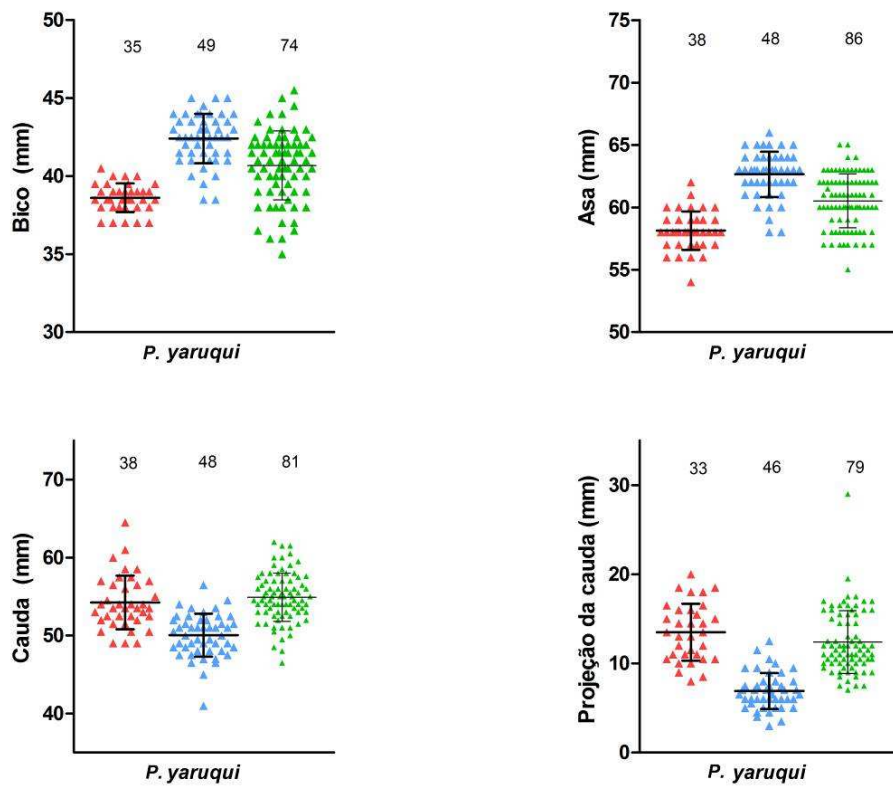 50
45
40
35
30
Bico (mm)
35 49 74
P. yaruqui
75
70
65
60
55
50
Asa (mm)
38 48 86
P. yaruqui
70
60
50
40
Cauda (mm)
38 48 81
P. yaruqui
30
20
10
0
Projeção da cauda (mm)
33 46 79
P. yaruqui